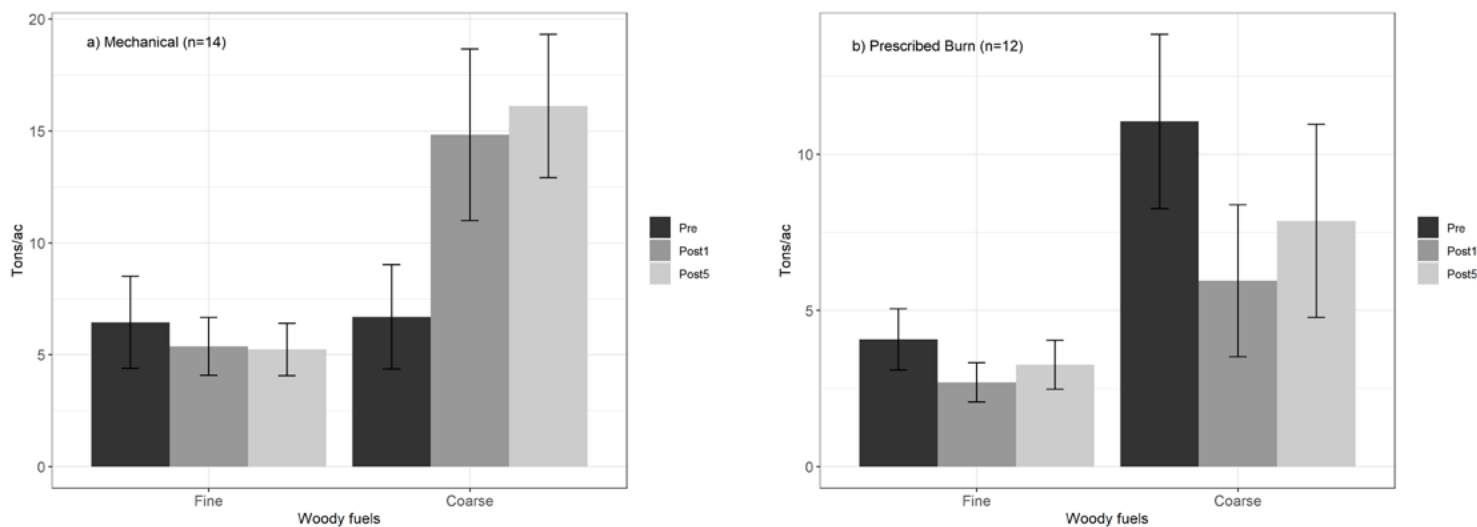 a) Mechanical (n=14)
20
15
10
5
0
Tons/ac
Fine
Coarse
Woody fuels
Pre
Post1
Post5
b) Prescribed Burn (n=12)
10
5
0
Tons/ac
Fine
Coarse
Woody fuels
Pre
Post1
Post5